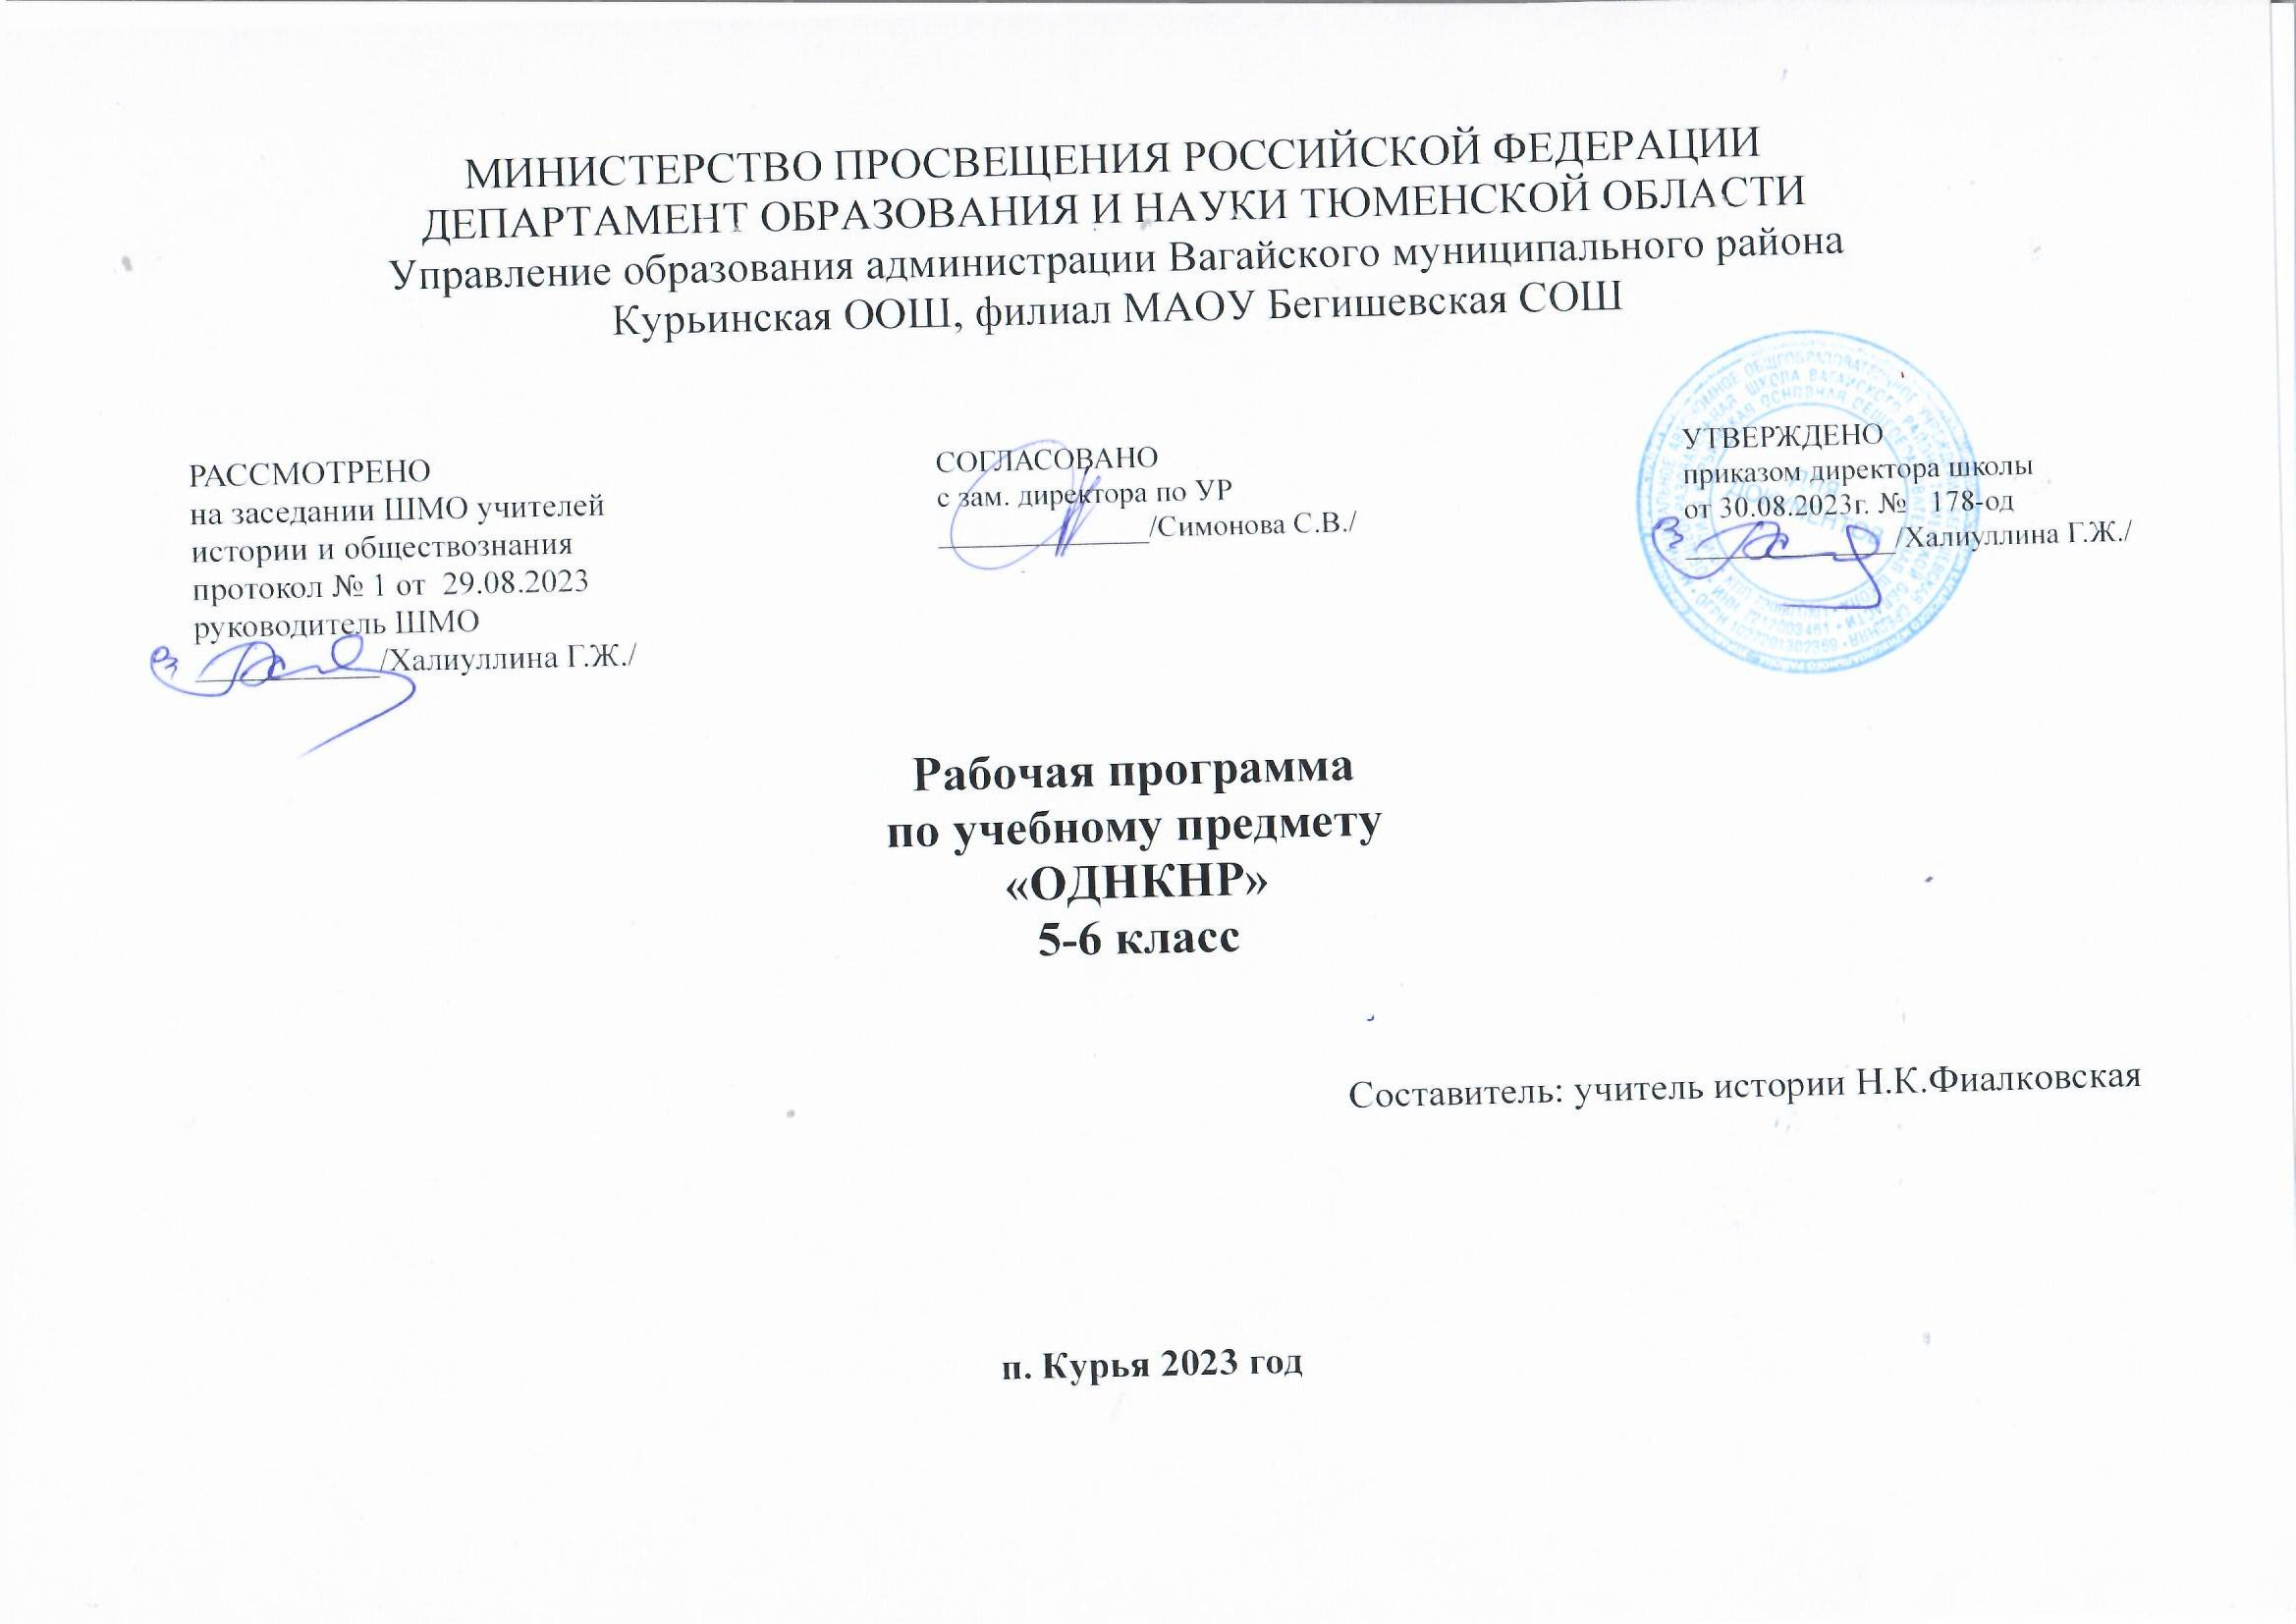 МИНИСТЕРСТВО ПРОСВЕЩЕНИЯ РОССИЙСКОЙ ФЕДЕРАЦИИ
ДЕПАРТАМЕНТ ОБРАЗОВАНИЯ И НАУКИ ТЮМЕНСКОЙ ОБЛАСТИ
Управление образования администрации Вагайского муниципального района
Курьинская ООШ, филиал МАОУ Бегишевская СОШ
РАССМОТРЕНО
на заседании ШМО учителей
истории и обществознания
протокол № 1 от 29.08.2023
руководитель ШМО
/Халиуллина Г.Ж./
СОГЛАСОВАНО
с зам. директора по УР
/Симонова С.В./
УТВЕРЖДЕНО
приказом директора школы
от 30.08.2023г. № 178-од
/Халиуллина Г.Ж./
ДОКУМЕНТОВ
Рабочая программа
по учебному предмету
«ОДНКНР»
5-6 класс
Составитель: учитель истории Н.К.Фиалковская
п. Курья 2023 год